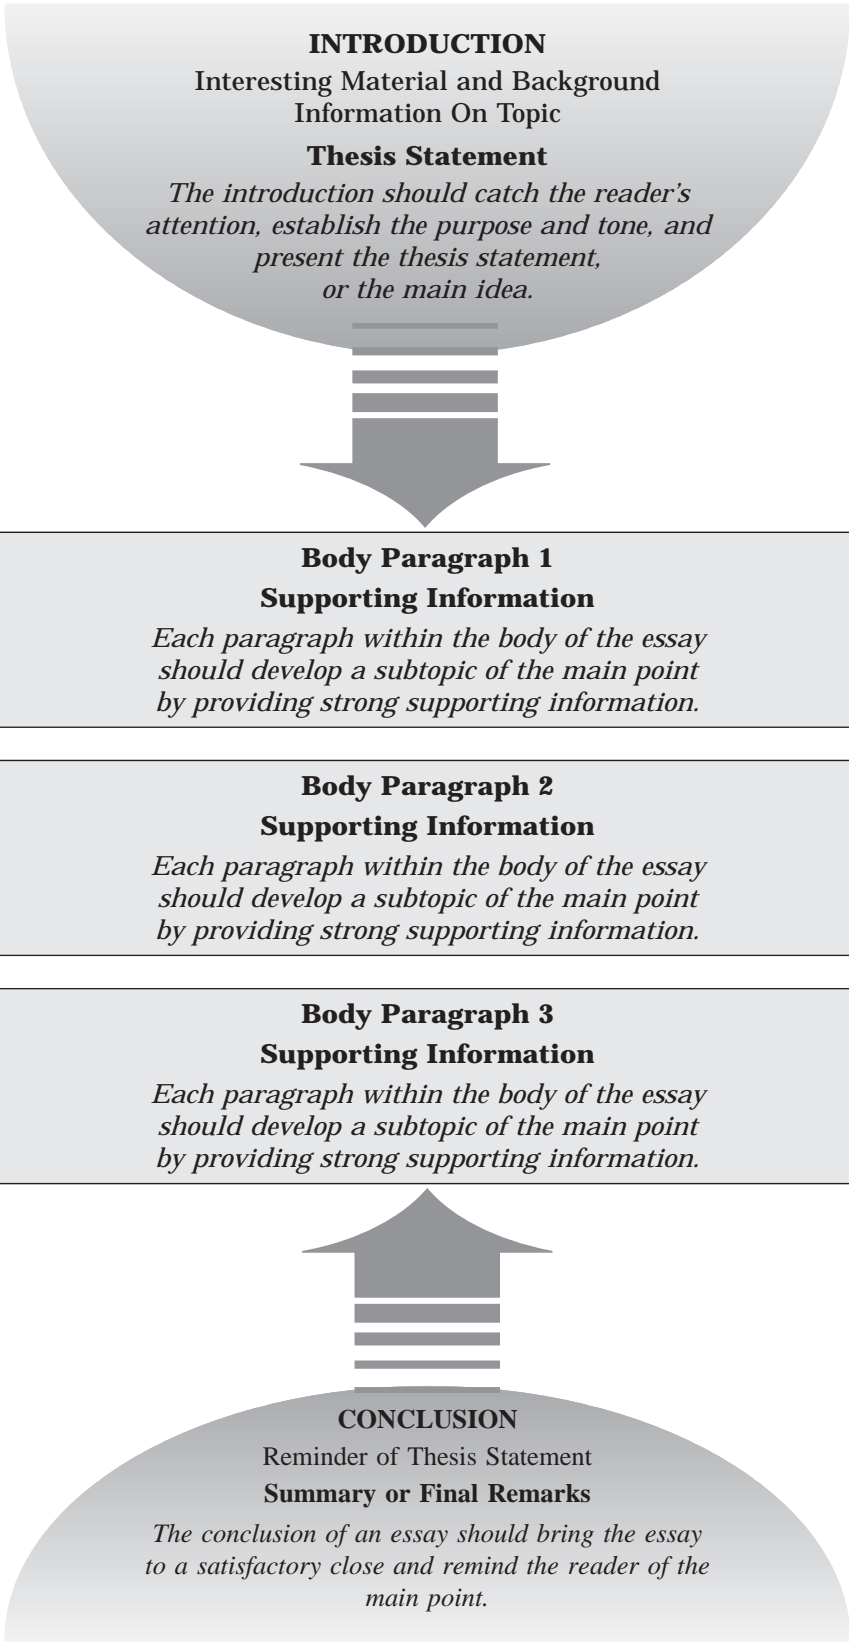 INTRODUCTION
Interesting Material and Background
Information On Topic
Thesis Statement
The introduction should catch the reader's
attention, establish the purpose and tone, and
present the thesis statement,
or the main idea.
Body Paragraph 1
Supporting Information
Each paragraph within the body of the essay
should develop a subtopic of the main point
by providing strong supporting information.
Body Paragraph 2
Supporting Information
Each paragraph within the body of the essay
should develop a subtopic of the main point
by providing strong supporting information.
Body Paragraph 3
Supporting Information
Each paragraph within the body of the essay
should develop a subtopic of the main point
by providing strong supporting information.
CONCLUSION
Reminder of Thesis Statement
Summary or Final Remarks
The conclusion of an essay should bring the essay
to a satisfactory close and remind the reader of the
main point.